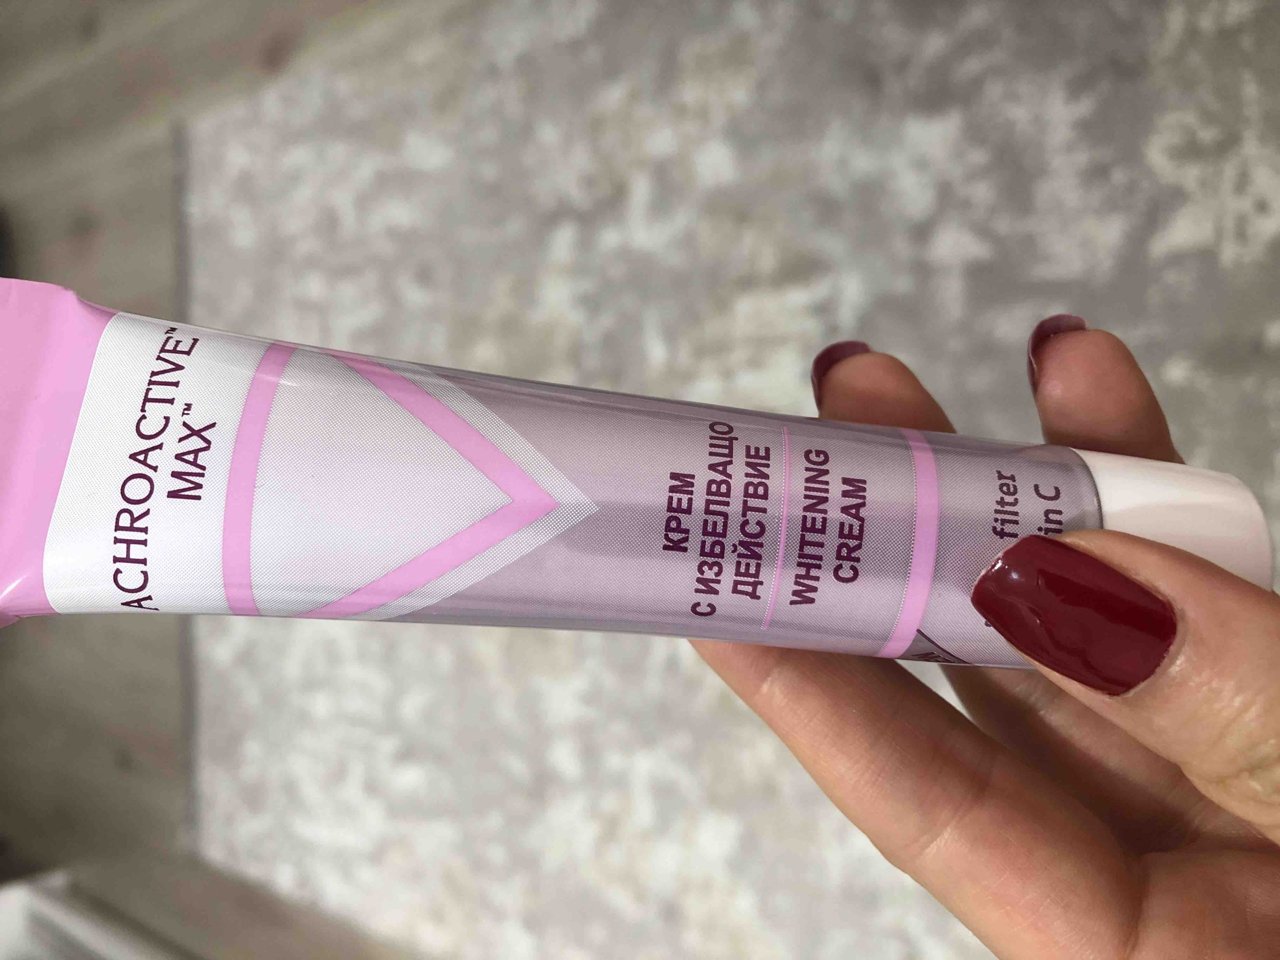 ACHROACTIVE™
MAX™
КРЕМ
С ИЗБЕЛВАЩО
ДЕЙСТВИЕ
WHITENING
CREAM
filter
in C